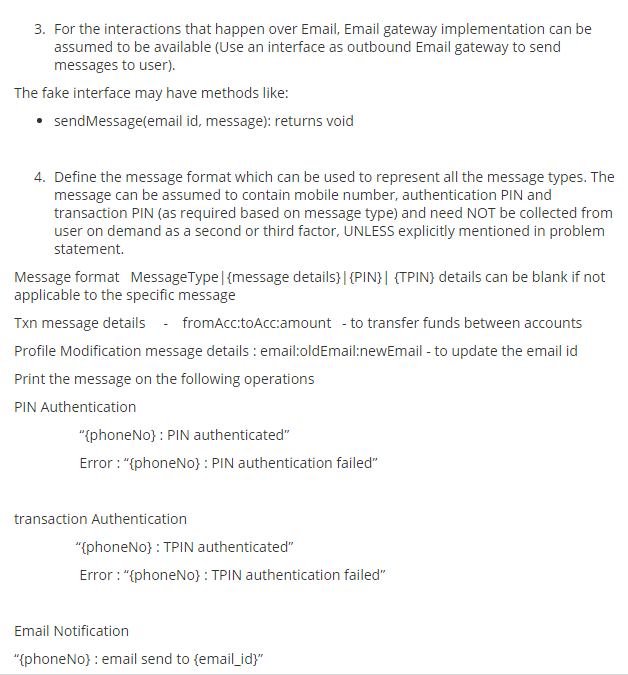 3. For the interactions that happen over Email, Email gateway implementation can be
assumed to be available (Use an interface as outbound Email gateway to send
messages to user).
The fake interface may have methods like:
• sendMessage(email id, message): returns void
4. Define the message format which can be used to represent all the message types. The
message can be assumed to contain mobile number, authentication PIN and
transaction PIN (as required based on message type) and need NOT be collected from
user on demand as a second or third factor, UNLESS explicitly mentioned in problem
statement.
Message format MessageType|{message details}|{PIN}| {TPIN} details can be blank if not
applicable to the specific message
Txn message details - fromAcc:toAcc:amount - to transfer funds between accounts
Profile Modification message details : email:oldEmail:newEmail - to update the email id
Print the message on the following operations
PIN Authentication
“{phoneNo} : PIN authenticated”
Error : “{phoneNo} : PIN authentication failed”
transaction Authentication
“{phoneNo} : TPIN authenticated”
Error : “{phoneNo} : TPIN authentication failed”
Email Notification
“{phoneNo} : email send to {email_id}”